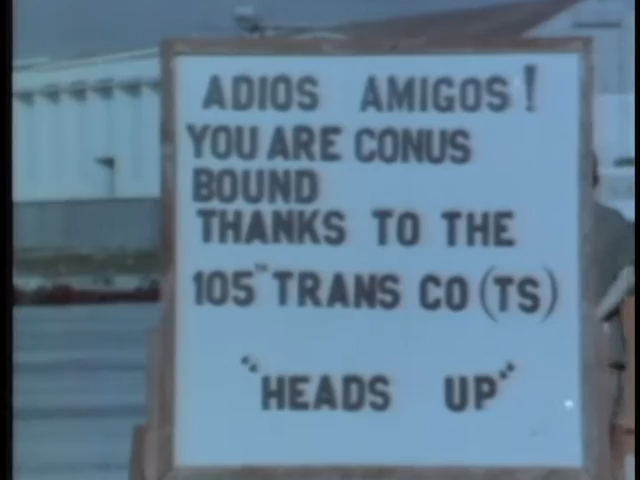 ADIOS AMIGOS!
YOU ARE CONUS
BOUND
THANKS TO THE
105TH TRANS CO (TS)
"HEADS UP"